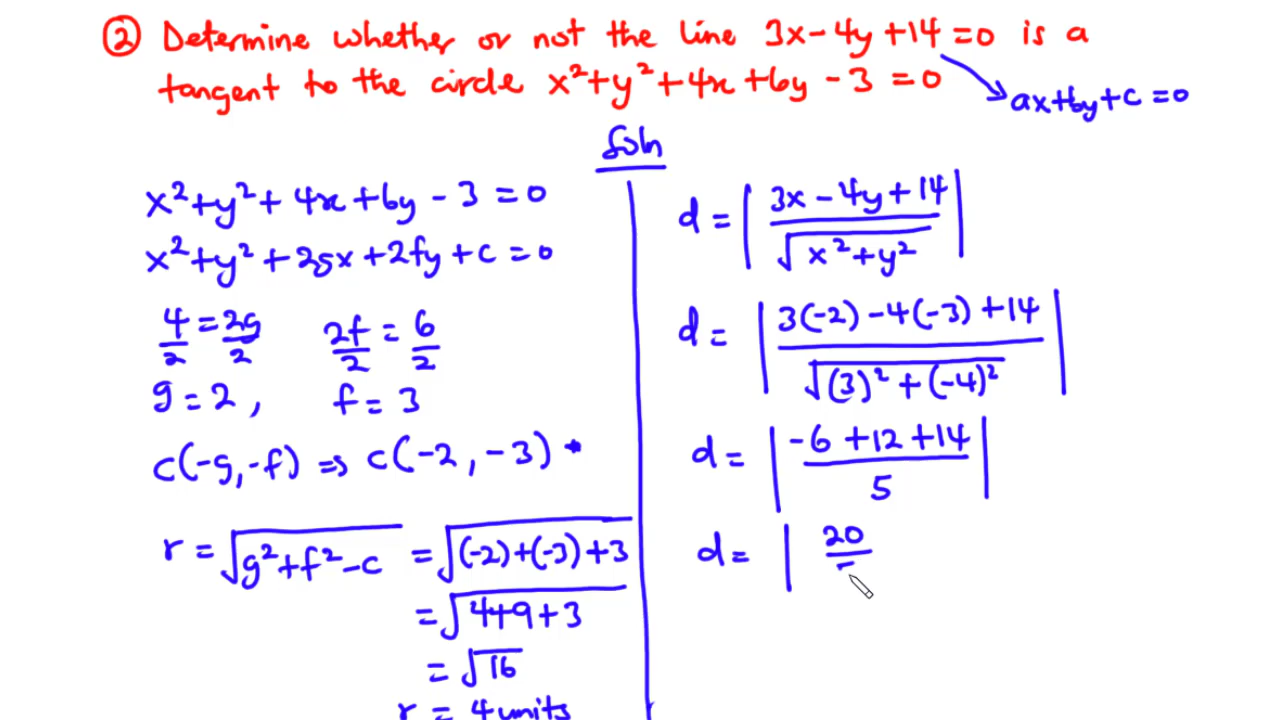 ② Determine whether or not the line 3x-4y+14=0 is a
tangent to the circle x²+y²+4x+6y-3=0
ax+by+c=0
Soln
x²+y²+4x+6y-3=0
x²+y²+2gx+2fy+c=0
4/2=2g/2 2f/2=6/2
g=2, f=3
c(-g,-f)⇒c(-2,-3)
r=√g²+f²-c =√(-2)+(-3)+3
=√4+9+3
=√16
r=4units
d=|3x-4y+14/√x²+y²|
d=|3(-2)-4(-3)+14/√(3)²+(-4)²|
d=|-6+12+14/5|
d=|20/